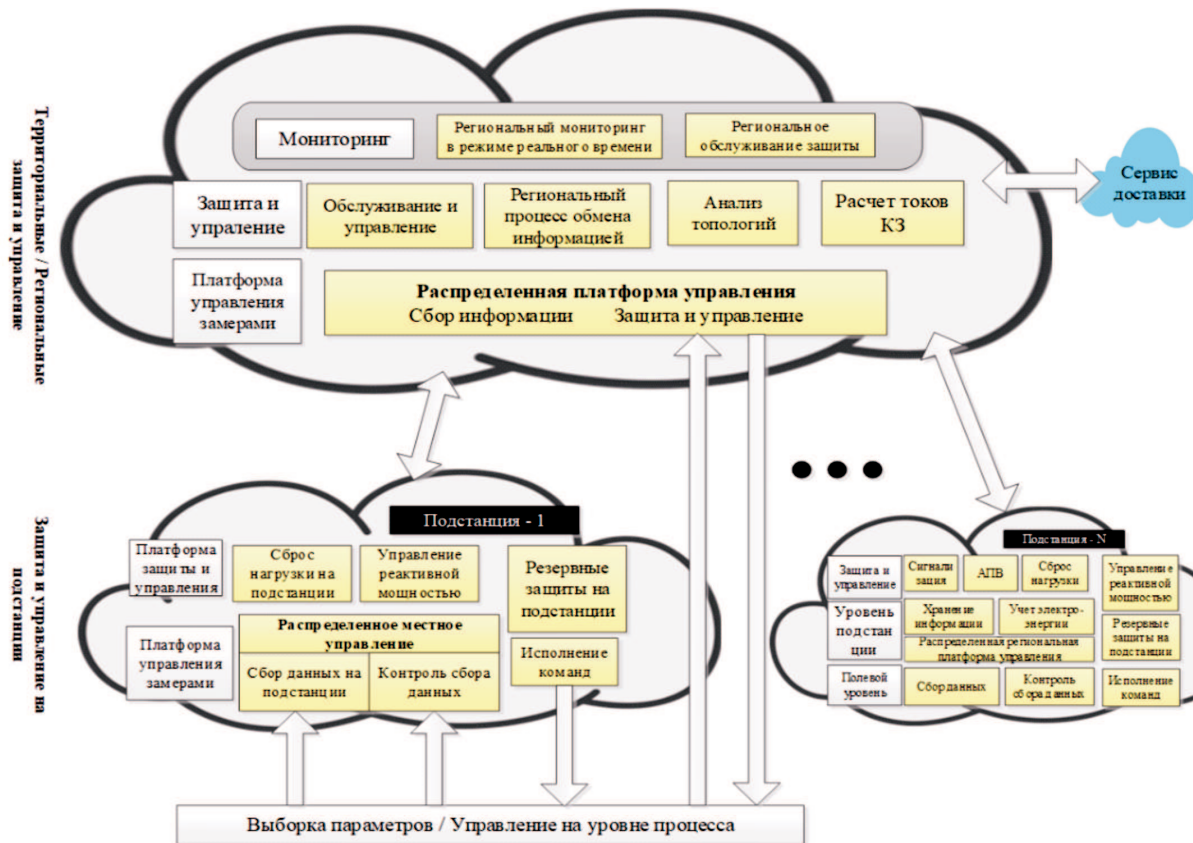 Территориальные / Региональные
защита и управление
Мониторинг
Региональный мониторинг
в режиме реального времени
Региональное
обслуживание защиты
Сервис
доставки
Защита и
упраление
Обслуживание и
управление
Региональный
процесс обмена
информацией
Анализ
топологий
Расчет токов
КЗ
Платформа
управления
замерами
Распределенная платформа управления
Сбор информации Защита и управление
Защита и управление на
подстанции
Подстанция - 1
Платформа
защиты и
управления
Сброс
нагрузки на
подстанции
Управление
реактивной
мощностью
Резервные
защиты на
подстанции
Платформа
управления
замерами
Распределенное местное
управление
Сбор данных на
подстанции
Контроль сбора
данных
Исполнение
команд
Подстанция - N
Защита и
управление
Сигнали
зация
АПВ
Сброс
нагрузки
Управление
реактивной
мощностью
Уровень
подстан
ции
Хранение
информации
Учет электро-
энергии
Распределенная региональная
платформа управления
Резервные
защиты на
подстанции
Полевой
уровень
Сбор данных
Контроль
сбора данных
Исполнение
команд
Выборка параметров / Управление на уровне процесса